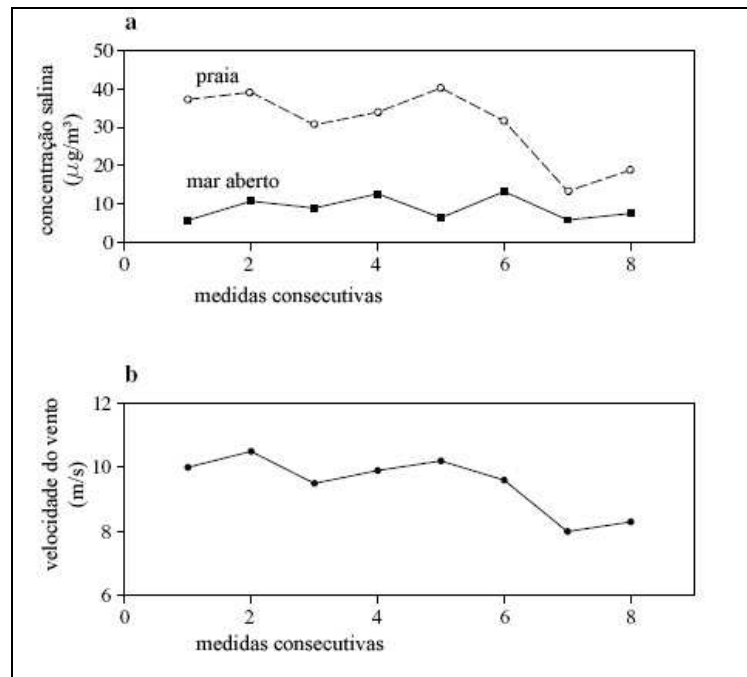 a
concentração salina
(µg/m³)
50
40
30
20
10
0
praia
mar aberto
0 2 4 6 8
medidas consecutivas
b
velocidade do vento
(m/s)
12
10
8
6
0 2 4 6 8
medidas consecutivas